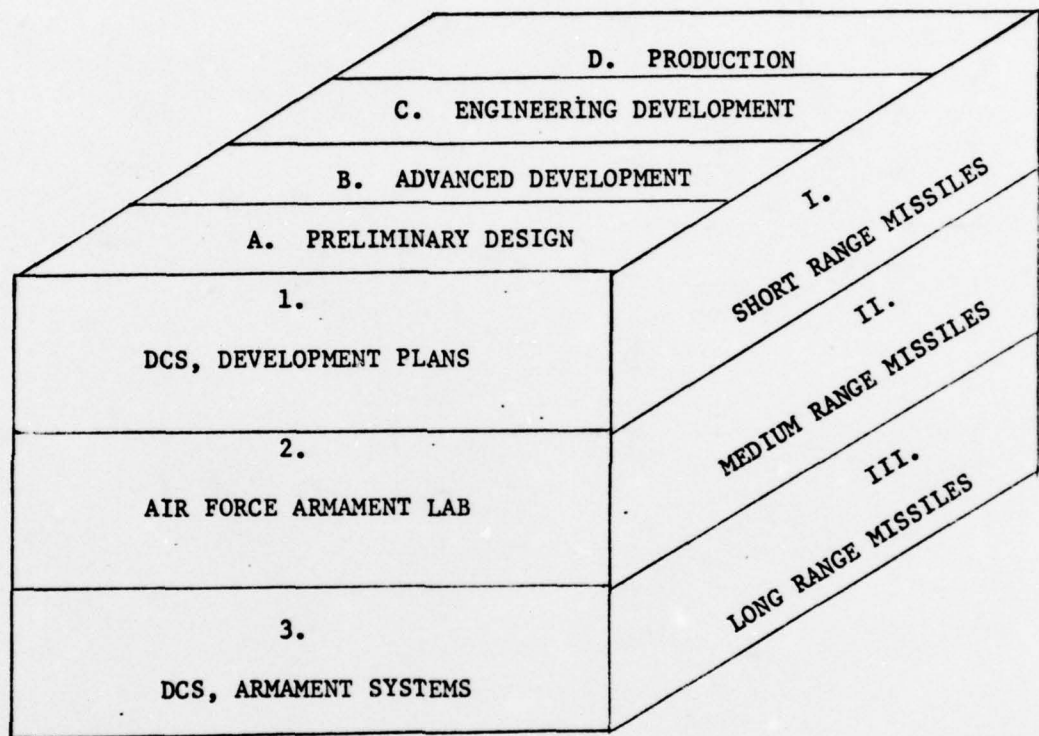 D. PRODUCTION
C. ENGINEERING DEVELOPMENT
B. ADVANCED DEVELOPMENT
A. PRELIMINARY DESIGN
1.
DCS, DEVELOPMENT PLANS
2.
AIR FORCE ARMAMENT LAB
3.
DCS, ARMAMENT SYSTEMS
I.
SHORT RANGE MISSILES
II.
MEDIUM RANGE MISSILES
III.
LONG RANGE MISSILES